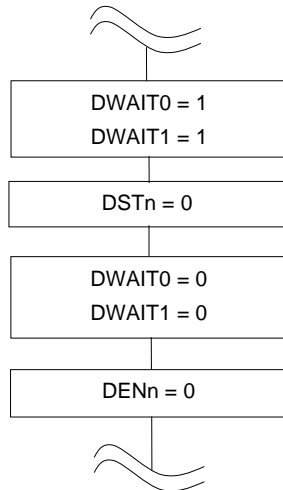 DWAIT0 = 1
DWAIT1 = 1
DSTn = 0
DWAIT0 = 0
DWAIT1 = 0
DENn = 0